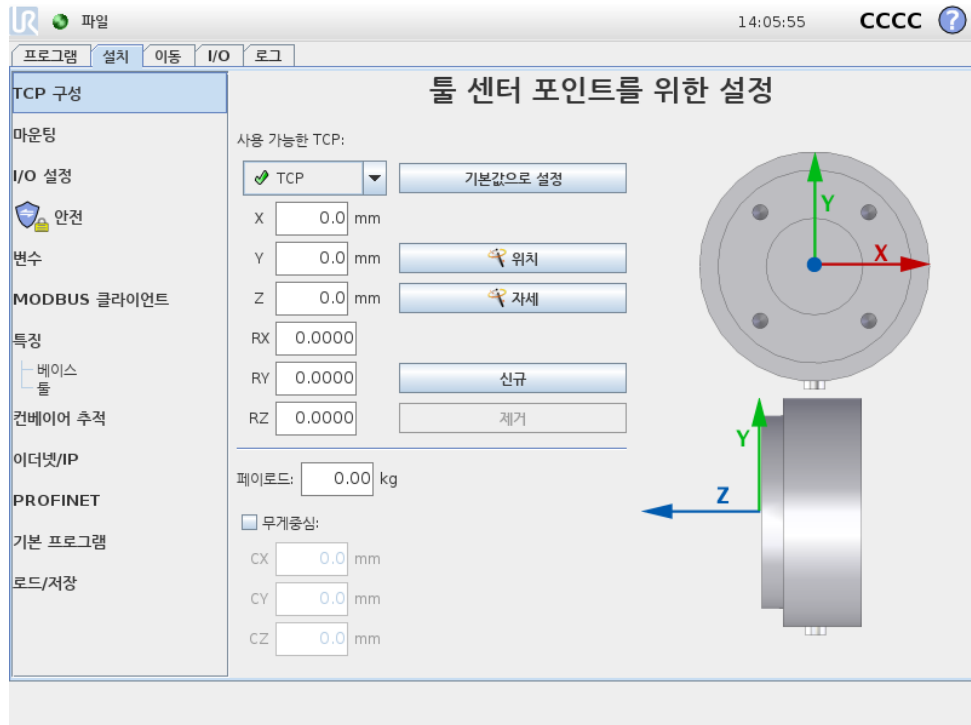 UR 파일 14:05:55 CCCC ?
프로그램 설치 이동 I/O 로그
TCP 구성
마운팅
I/O 설정
안전
변수
MODBUS 클라이언트
특징
베이스
툴
컨베이어 추적
이더넷/IP
PROFINET
기본 프로그램
로드/저장
툴 센터 포인트를 위한 설정
사용 가능한 TCP:
TCP 기본값으로 설정
X 0.0 mm
Y 0.0 mm 위치
Z 0.0 mm 자세
RX 0.0000
RY 0.0000 신규
RZ 0.0000 제거
페이로드: 0.00 kg
무게중심:
CX 0.0 mm
CY 0.0 mm
CZ 0.0 mm
Y
X
Y
Z